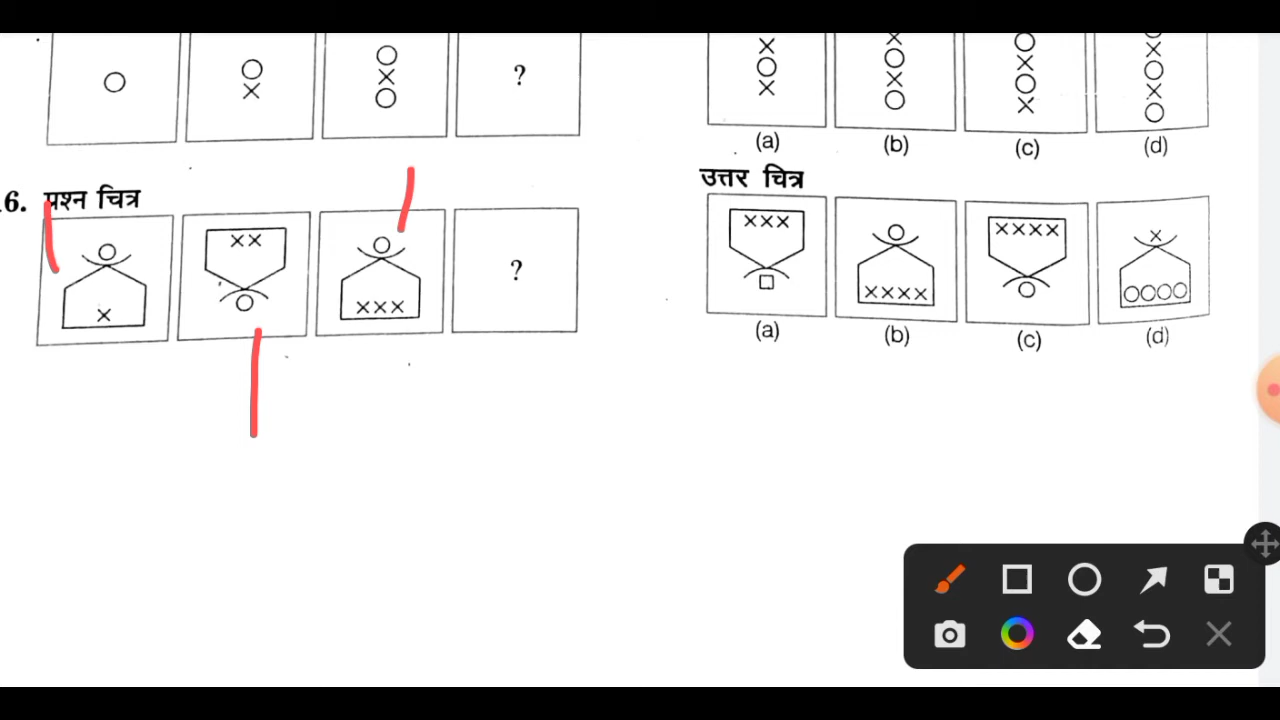 ?
(a) (b) (c) (d)
16. प्रश्न चित्र
उत्तर चित्र
×
××
×××
?
×××
××××
××××
×
(a) (b) (c) (d)